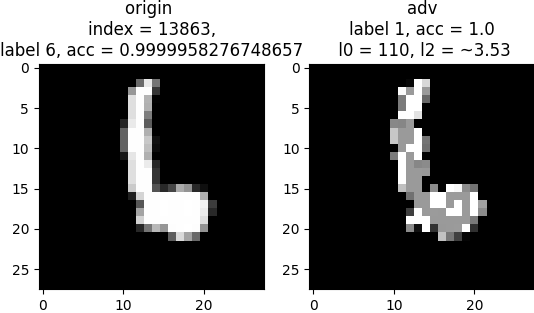 origin
index = 13863,
label 6, acc = 0.9999958276748657
adv
label 1, acc = 1.0
l0 = 110, l2 = ~3.53
0
5
10
15
20
25
0 10 20
0
5
10
15
20
25
0 10 20